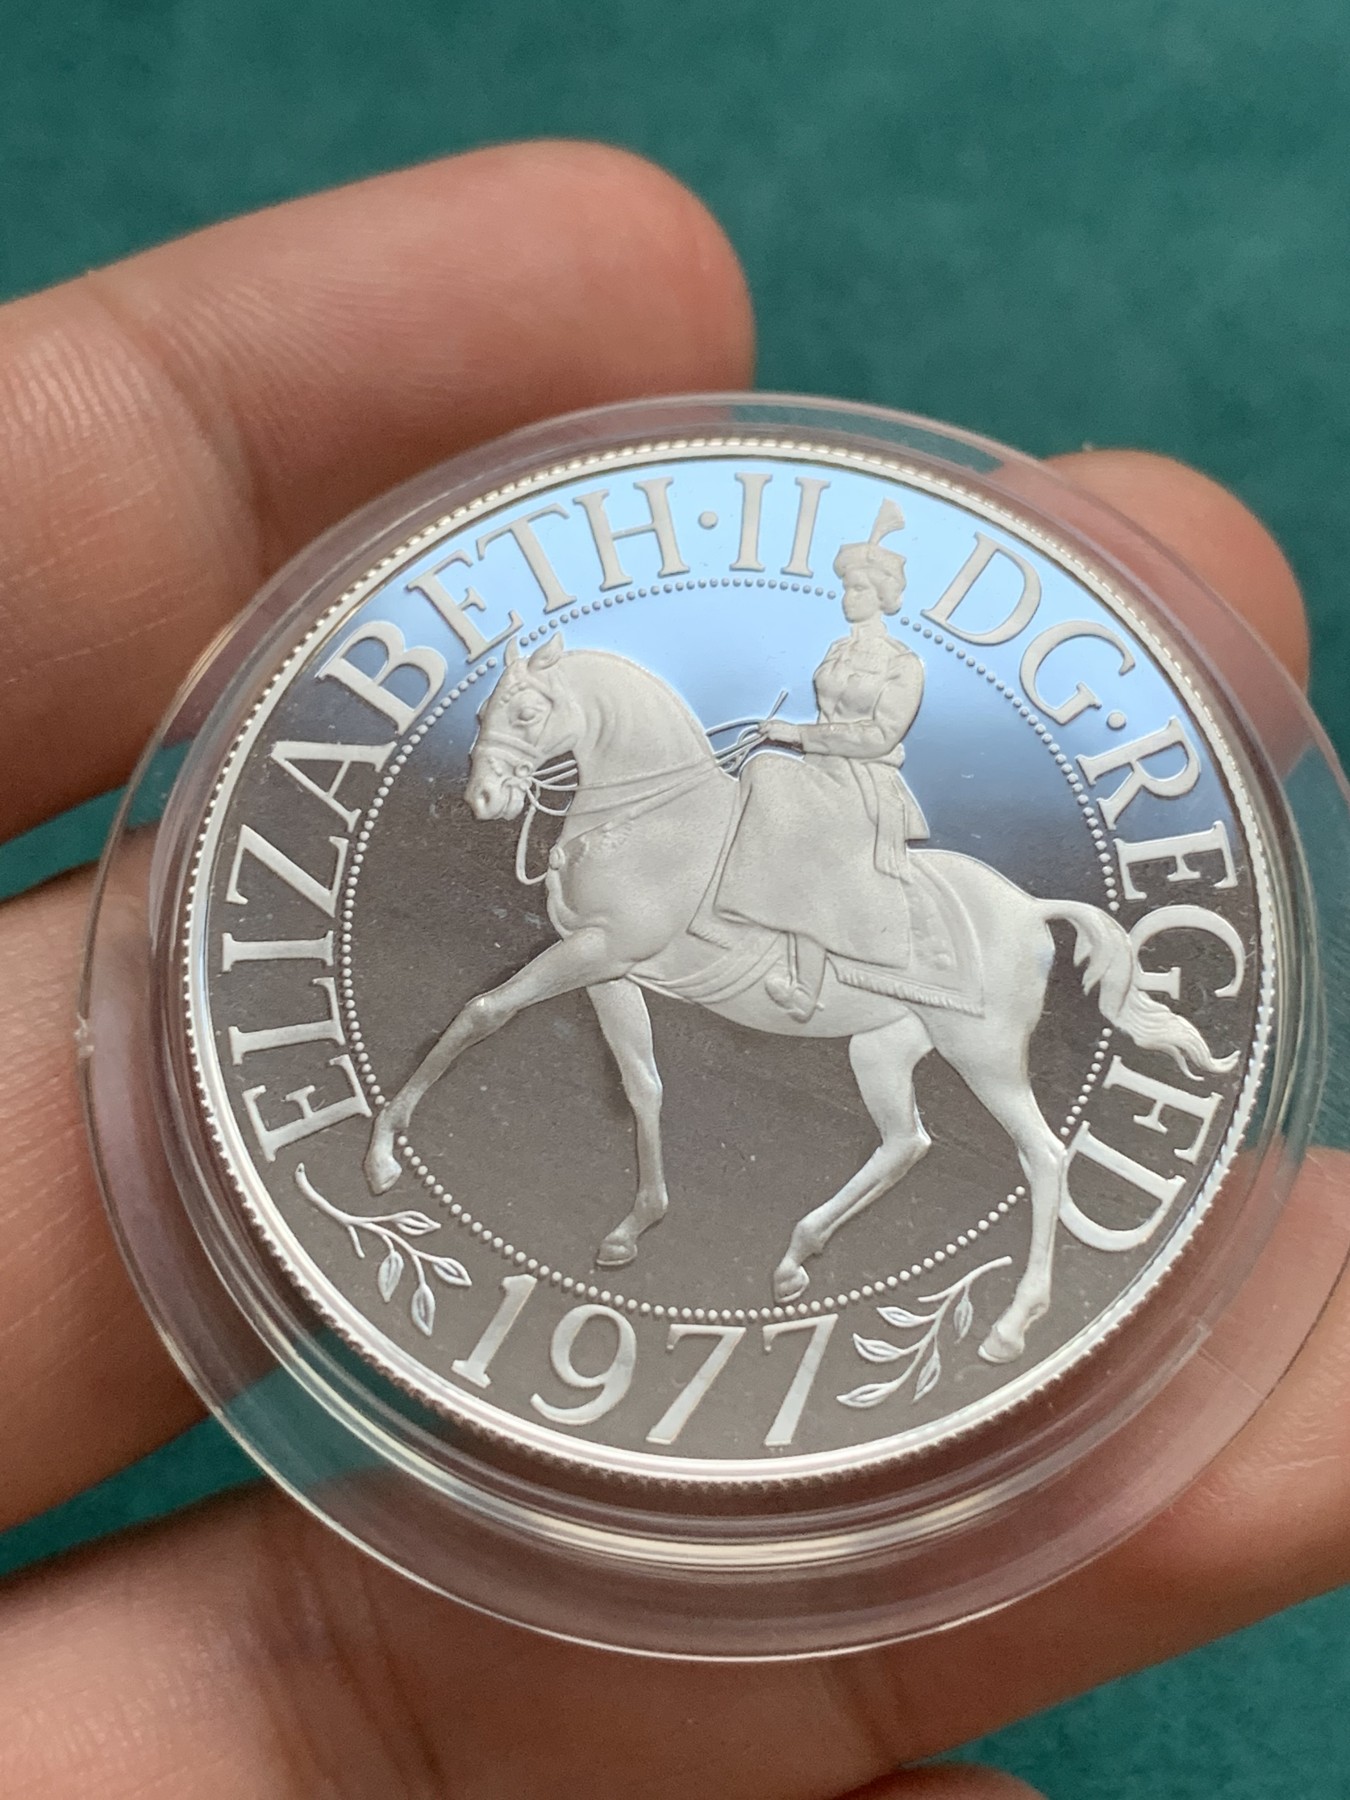 ELIZABETH·II DG·REG FD
1977